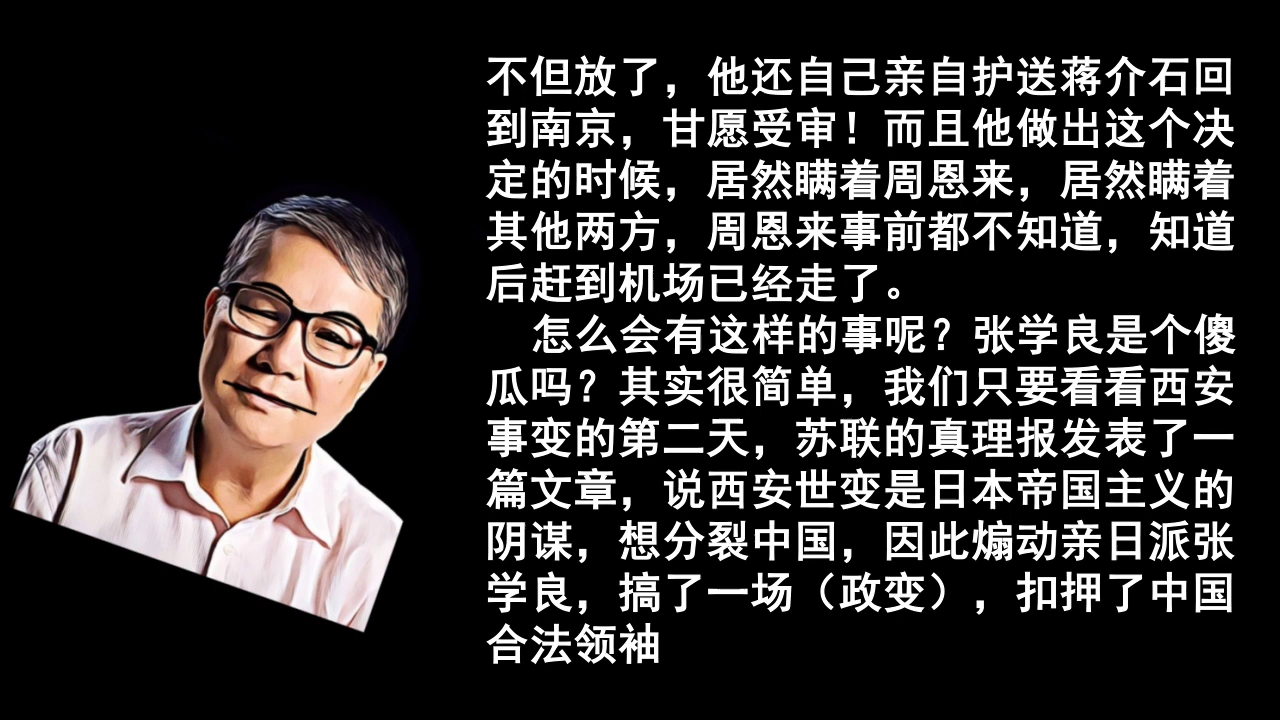 不但放了，他还自己亲自护送蒋介石回
到南京，甘愿受审！而且他做出这个决
定的时候，居然瞒着周恩来，居然瞒着
其他两方，周恩来事前都不知道，知道
后赶到机场已经走了。
怎么会有这样的事呢？张学良是个傻
瓜吗？其实很简单，我们只要看看西安
事变的第二天，苏联的真理报发表了一
篇文章，说西安世变是日本帝国主义的
阴谋，想分裂中国，因此煽动亲日派张
学良，搞了一场（政变），扣押了中国
合法领袖